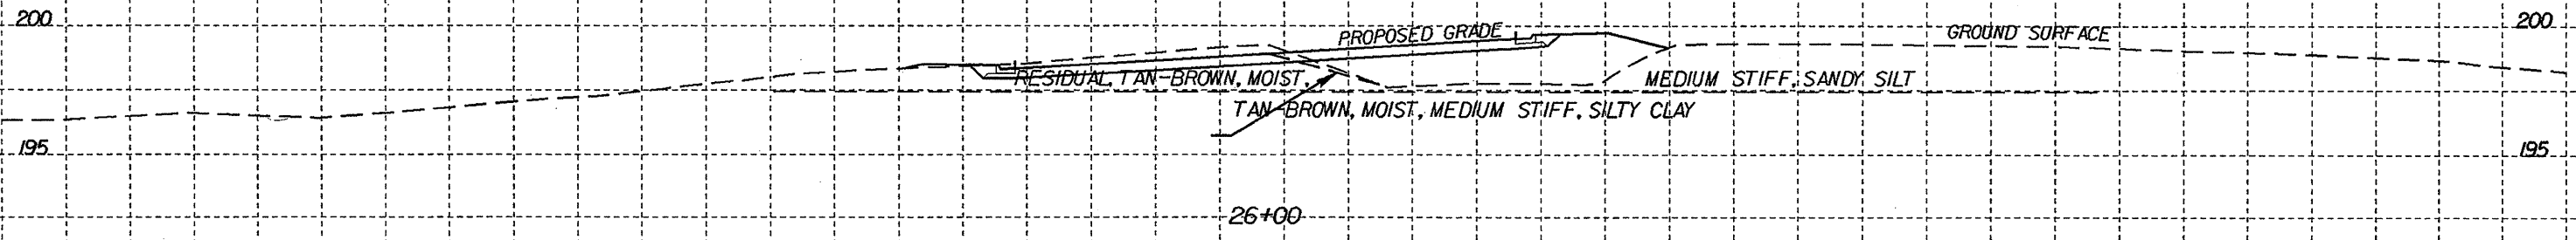 200
200
PROPOSED GRADE
GROUND SURFACE
RESIDUAL, TAN-BROWN, MOIST,
MEDIUM STIFF, SANDY SILT
TAN-BROWN, MOIST, MEDIUM STIFF, SILTY CLAY
195
195
26+00